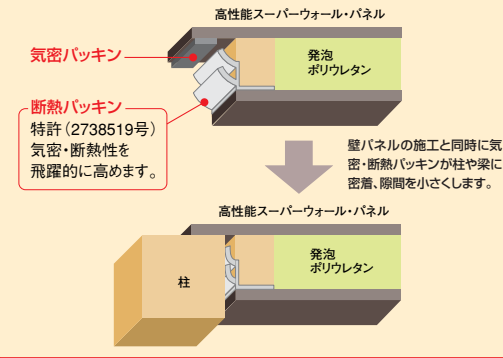 高性能スーパーウォール・パネル
気密パッキン
発泡
ポリウレタン
断熱パッキン
特許（2738519号）
気密・断熱性を
飛躍的に高めます。
壁パネルの施工と同時に気
密・断熱パッキンが柱や梁に
密着、隙間を小さくします。
高性能スーパーウォール・パネル
柱
発泡
ポリウレタン